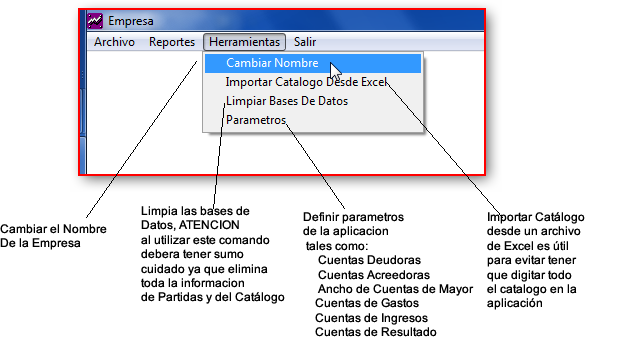 Empresa
Archivo Reportes Herramientas Salir
Cambiar Nombre
Importar Catalogo Desde Excel
Limpiar Bases De Datos
Parametros
Cambiar el Nombre
De la Empresa
Limpia las bases de
Datos, ATENCION
al utilizar este comando
debera tener sumo
cuidado ya que elimina
toda la informacion
de Partidas y del Catálogo
Definir parametros
de la aplicacion
tales como:
Cuentas Deudoras
Cuentas Acreedoras
Ancho de Cuentas de Mayor
Cuentas de Gastos
Cuentas de Ingresos
Cuentas de Resultado
Importar Catálogo
desde un archivo
de Excel es útil
para evitar tener
que digitar todo
el catalogo en la
aplicación